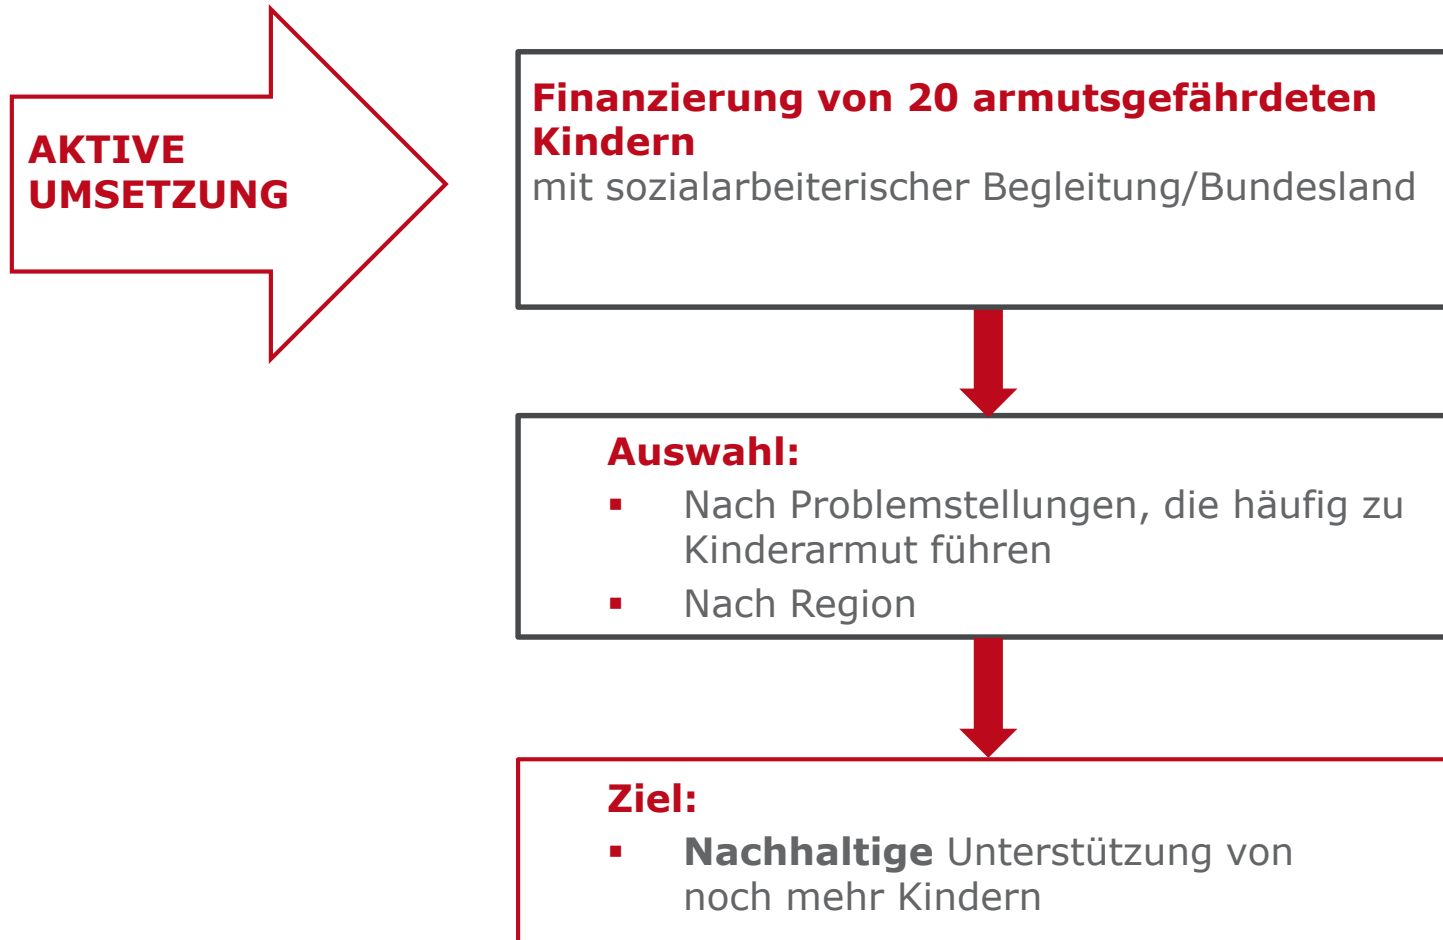 AKTIVE
UMSETZUNG
Finanzierung von 20 armutsgefährdeten
Kindern
mit sozialarbeiterischer Begleitung/Bundesland
Auswahl:
▪ Nach Problemstellungen, die häufig zu
Kinderarmut führen
▪ Nach Region
Ziel:
▪ Nachhaltige Unterstützung von
noch mehr Kindern